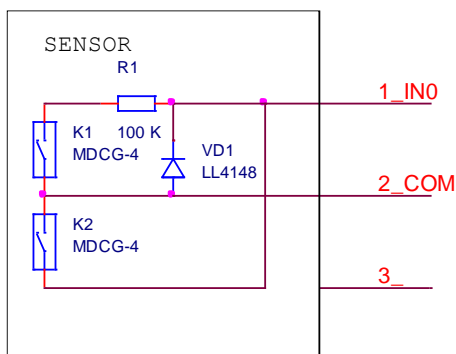 SENSOR
R1
1_IN0
K1
100 K
VD1
MDCG-4
LL4148
2_COM
K2
MDCG-4
3_